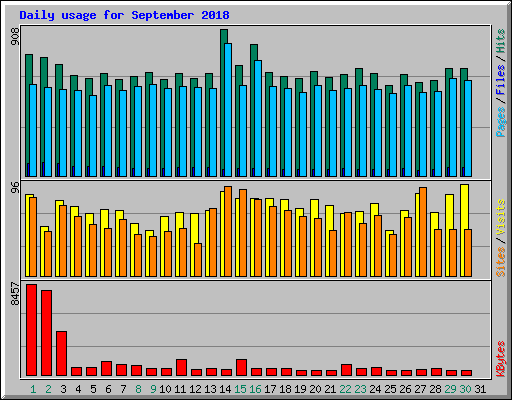 Daily usage for September 2018
908
Pages / Files / Hits
96
Sites / Visits
8457
KBytes
1 2 3 4 5 6 7 8 9 10 11 12 13 14 15 16 17 18 19 20 21 22 23 24 25 26 27 28 29 30 31